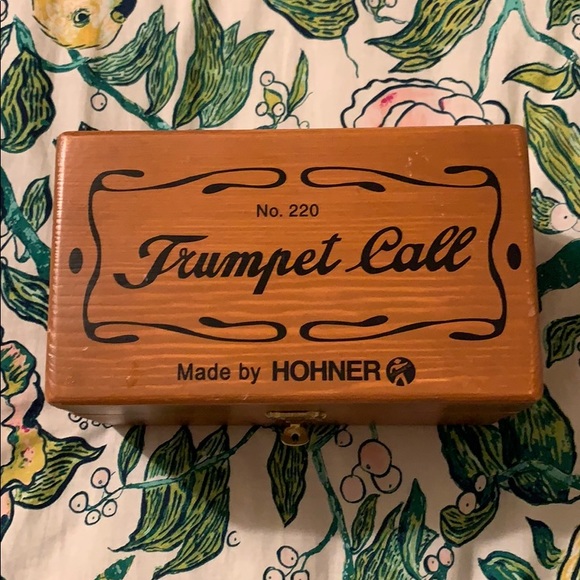 No. 220
Trumpet Call
Made by HOHNER